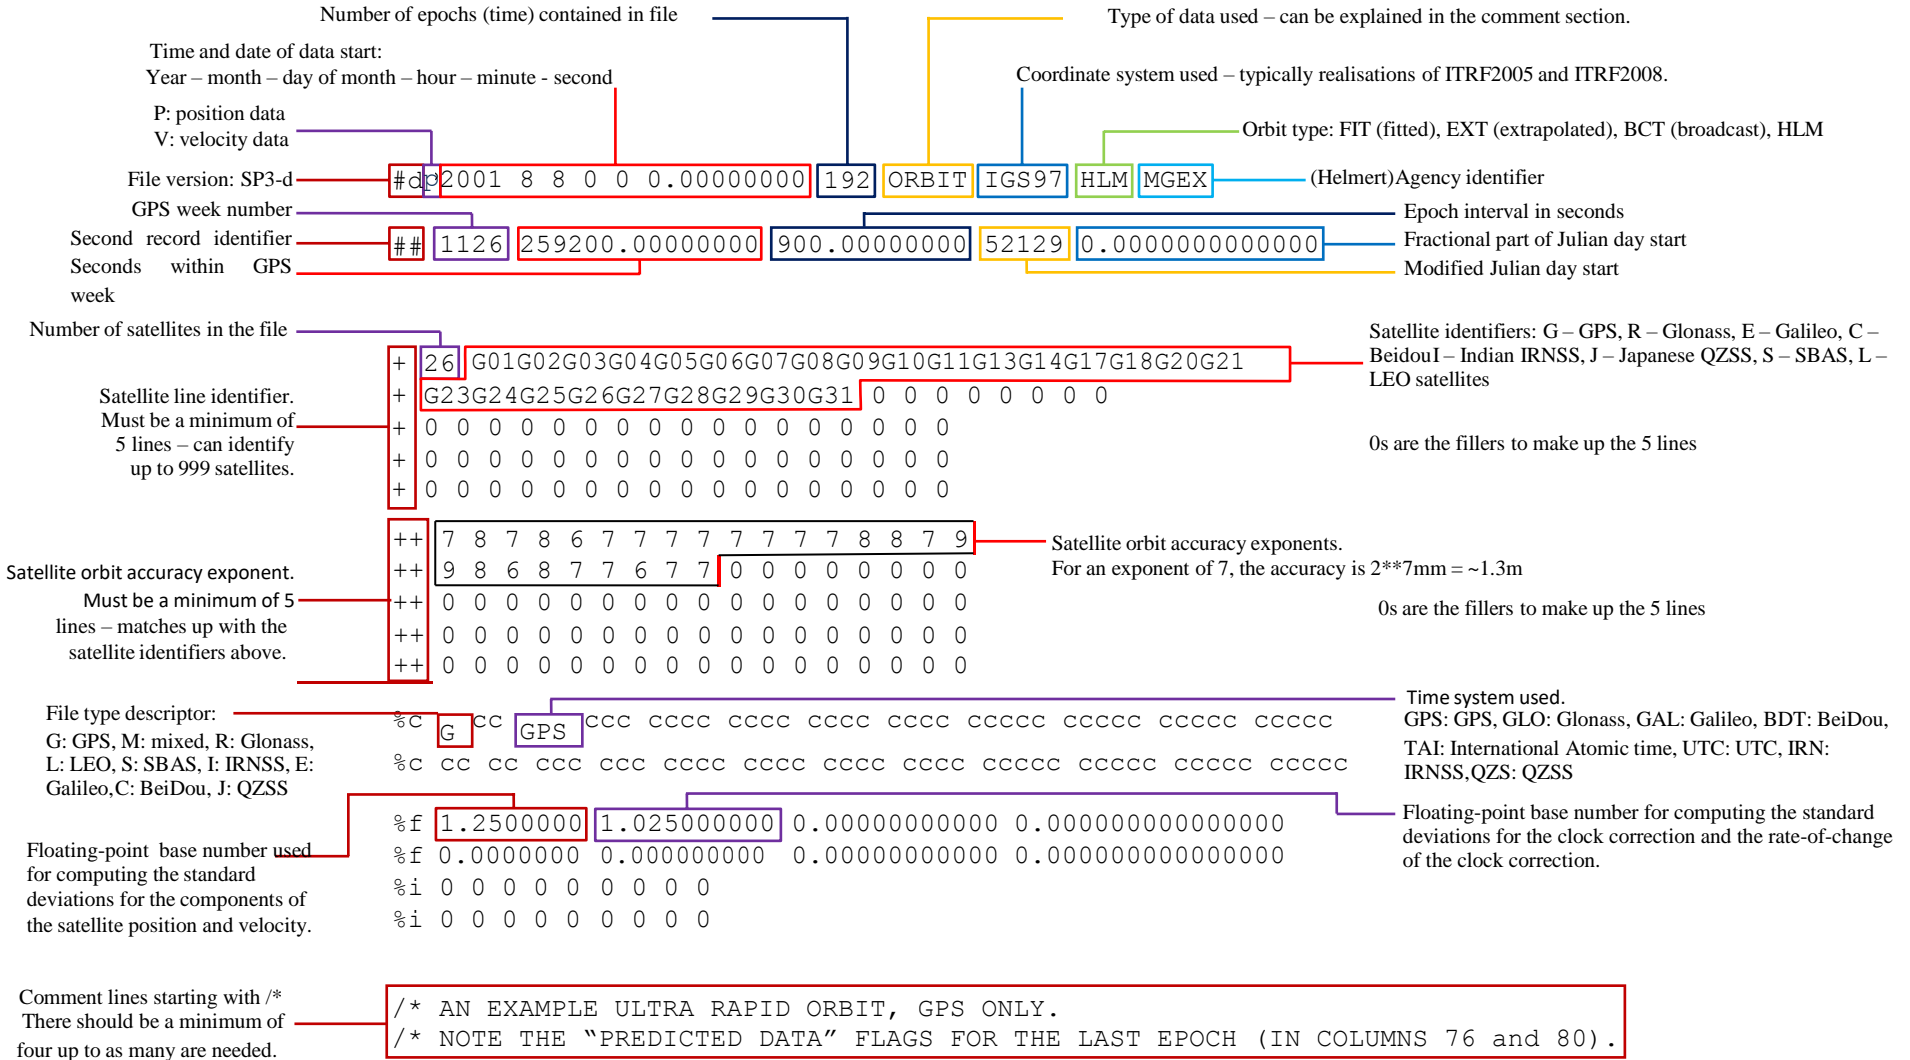 Number of epochs (time) contained in file
Type of data used – can be explained in the comment section.
Time and date of data start:
Year – month – day of month – hour – minute - second
Coordinate system used – typically realisations of ITRF2005 and ITRF2008.
P: position data
V: velocity data
Orbit type: FIT (fitted), EXT (extrapolated), BCT (broadcast), HLM
File version: SP3-d
#dp2001 8 8 0 0 0.00000000 192 ORBIT IGS97 HLM MGEX
(Helmert)Agency identifier
GPS week number
Epoch interval in seconds
Second record identifier
## 1126 259200.00000000 900.00000000 52129 0.0000000000000
Fractional part of Julian day start
Seconds within GPS
week
Modified Julian day start
Number of satellites in the file
Satellite identifiers: G – GPS, R – Glonass, E – Galileo, C –
BeidouI – Indian IRNSS, J – Japanese QZSS, S – SBAS, L –
LEO satellites
+ 26 G01G02G03G04G05G06G07G08G09G10G11G13G14G17G18G20G21
+ G23G24G25G26G27G28G29G30G31 0 0 0 0 0 0 0 0
+ 0 0 0 0 0 0 0 0 0 0 0 0 0 0 0 0 0
+ 0 0 0 0 0 0 0 0 0 0 0 0 0 0 0 0 0
+ 0 0 0 0 0 0 0 0 0 0 0 0 0 0 0 0 0
Satellite line identifier.
Must be a minimum of
5 lines – can identify
up to 999 satellites.
0s are the fillers to make up the 5 lines
++ 7 8 7 8 6 7 7 7 7 7 7 7 7 8 8 7 9
++ 9 8 6 8 7 7 6 7 7 0 0 0 0 0 0 0 0
++ 0 0 0 0 0 0 0 0 0 0 0 0 0 0 0 0 0
++ 0 0 0 0 0 0 0 0 0 0 0 0 0 0 0 0 0
++ 0 0 0 0 0 0 0 0 0 0 0 0 0 0 0 0 0
Satellite orbit accuracy exponents.
For an exponent of 7, the accuracy is 2**7mm = ~1.3m
Satellite orbit accuracy exponent.
Must be a minimum of 5
lines – matches up with the
satellite identifiers above.
0s are the fillers to make up the 5 lines
File type descriptor:
G: GPS, M: mixed, R: Glonass,
L: LEO, S: SBAS, I: IRNSS, E:
Galileo,C: BeiDou, J: QZSS
%c G cc GPS ccc cccc cccc cccc cccc ccccc ccccc ccccc ccccc
%c cc cc ccc ccc cccc cccc cccc cccc ccccc ccccc ccccc ccccc
Time system used.
GPS: GPS, GLO: Glonass, GAL: Galileo, BDT: BeiDou,
TAI: International Atomic time, UTC: UTC, IRN:
IRNSS,QZS: QZSS
%f 1.2500000 1.025000000 0.00000000000 0.000000000000000
%f 0.0000000 0.000000000 0.00000000000 0.000000000000000
%i 0 0 0 0 0 0 0 0 0
%i 0 0 0 0 0 0 0 0 0
Floating-point base number used
for computing the standard
deviations for the components of
the satellite position and velocity.
Floating-point base number for computing the standard
deviations for the clock correction and the rate-of-change
of the clock correction.
Comment lines starting with /*
There should be a minimum of
four up to as many are needed.
/* AN EXAMPLE ULTRA RAPID ORBIT, GPS ONLY.
/* NOTE THE “PREDICTED DATA” FLAGS FOR THE LAST EPOCH (IN COLUMNS 76 and 80).